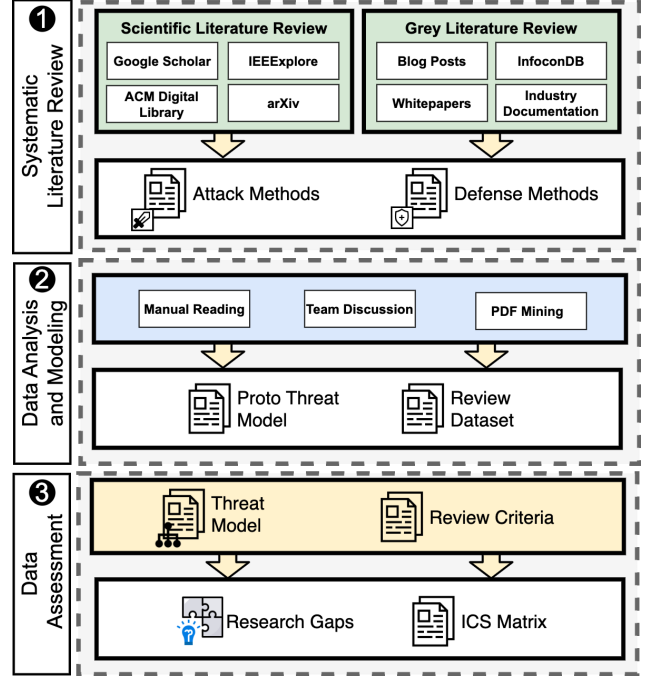 1
Systematic
Literature Review
Scientific Literature Review
Google Scholar
IEEExplore
ACM Digital
Library
arXiv
Grey Literature Review
Blog Posts
InfoconDB
Whitepapers
Industry
Documentation
Attack Methods
Defense Methods
2
Data Analysis
and Modeling
Manual Reading
Team Discussion
PDF Mining
Proto Threat
Model
Review
Dataset
3
Data
Assessment
Threat
Model
Review Criteria
?
Research Gaps
ICS Matrix